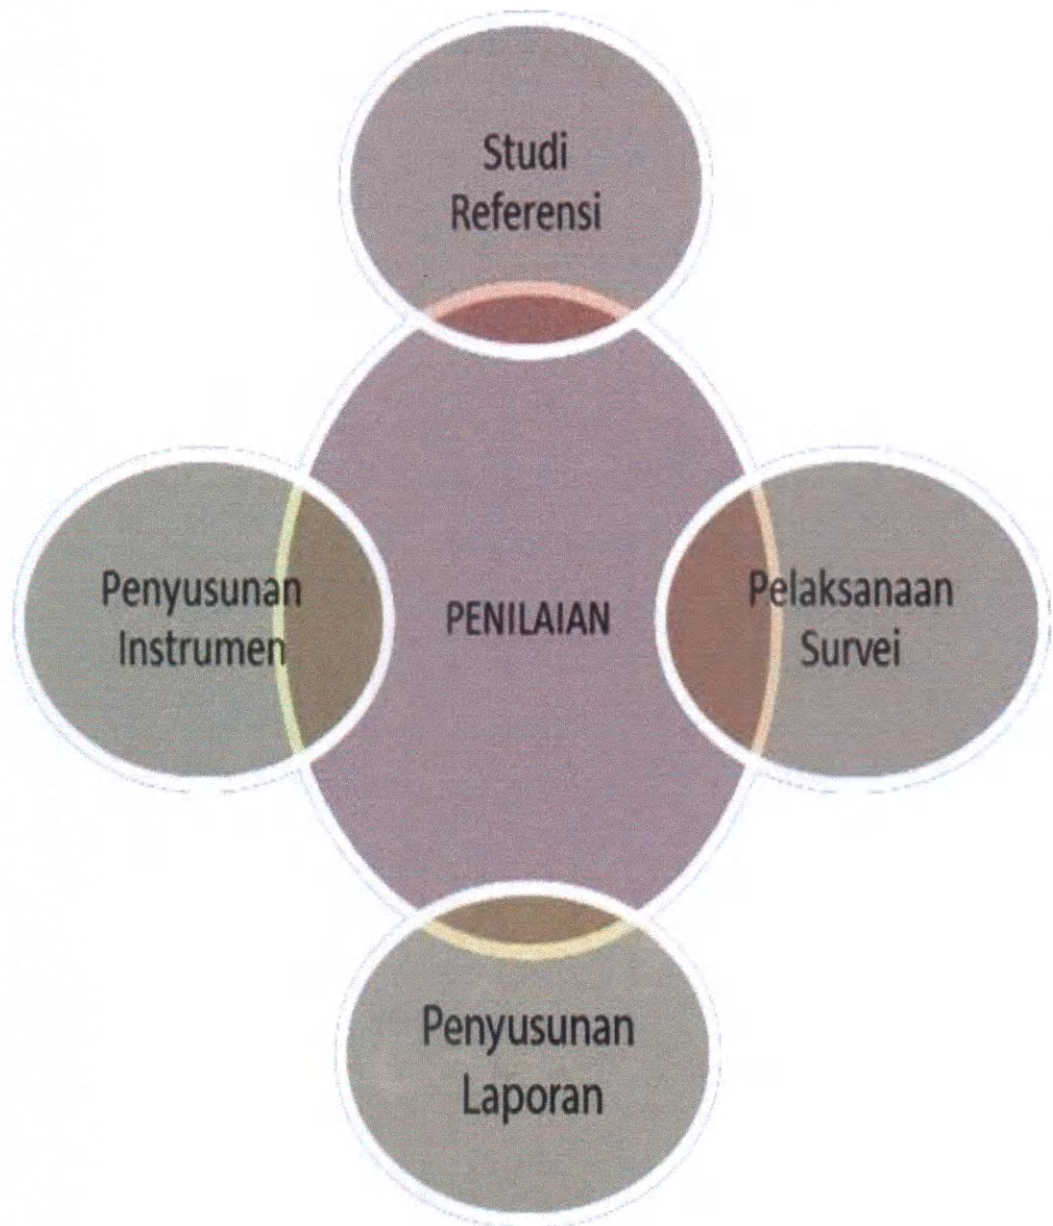 Studi
Referensi
Penyusunan
Instrumen
PENILAIAN
Pelaksanaan
Survei
Penyusunan
Laporan